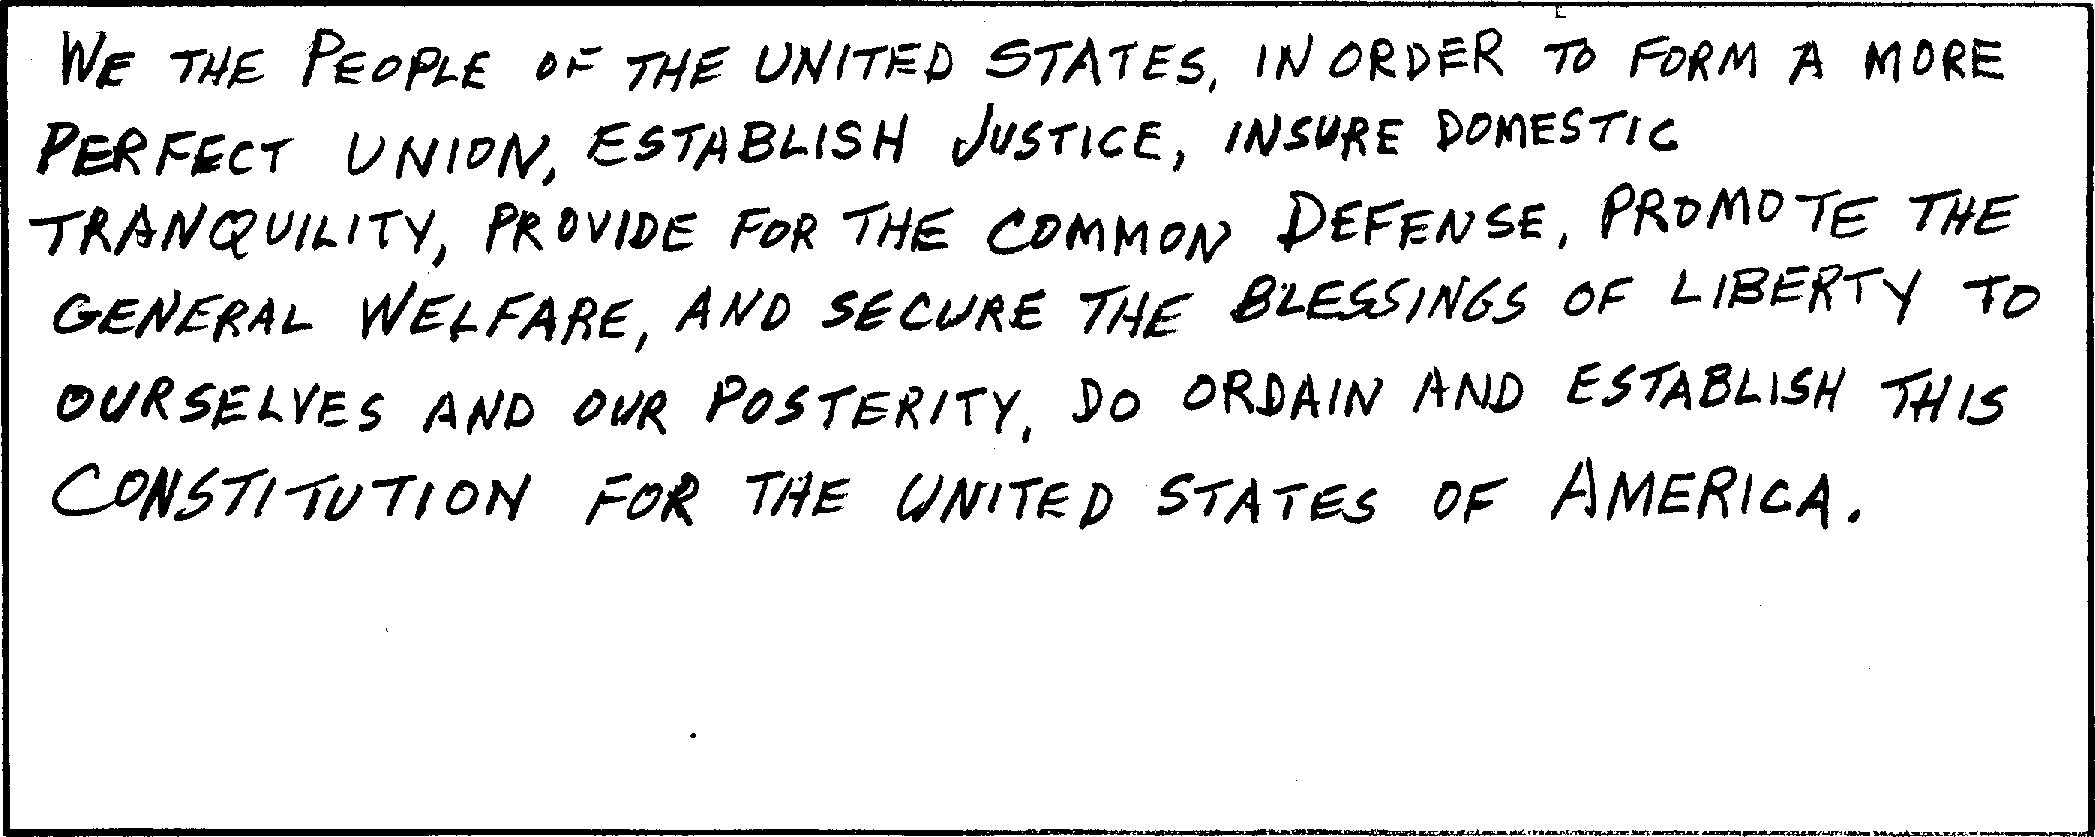 WE THE PEOPLE OF THE UNITED STATES, IN ORDER TO FORM A MORE
PERFECT UNION, ESTABLISH JUSTICE, INSURE DOMESTIC
TRANQUILITY, PROVIDE FOR THE COMMON DEFENSE, PROMOTE THE
GENERAL WELFARE, AND SECURE THE BLESSINGS OF LIBERTY TO
OURSELVES AND OUR POSTERITY, DO ORDAIN AND ESTABLISH THIS
CONSTITUTION FOR THE UNITED STATES OF AMERICA.